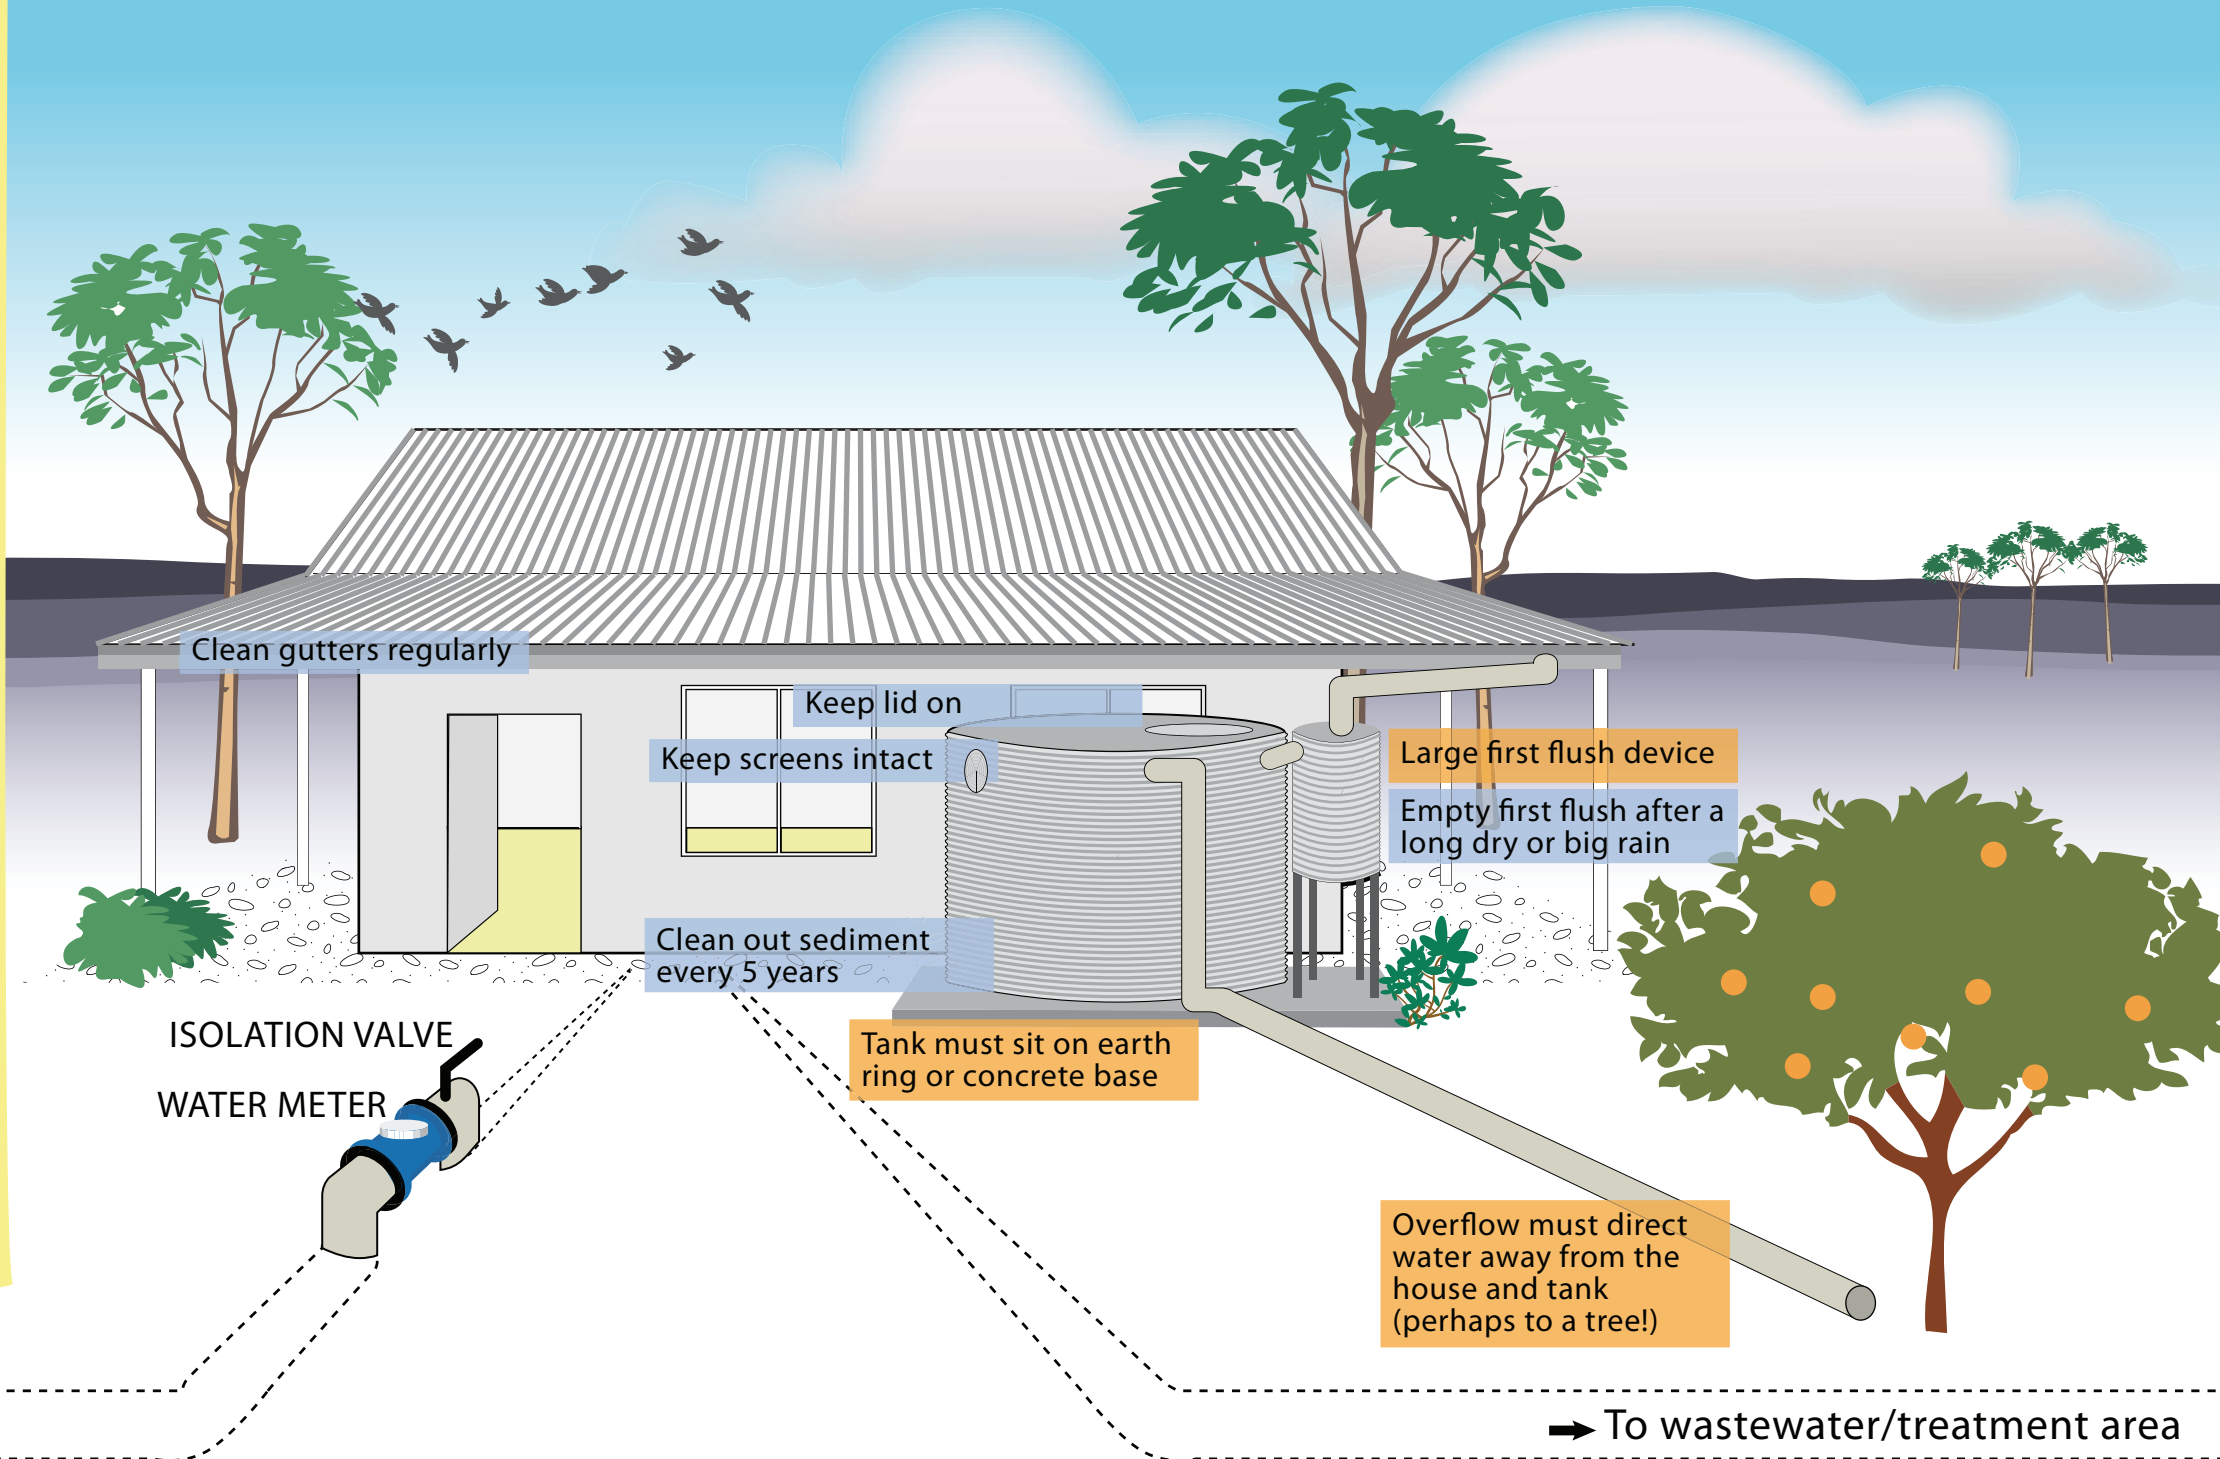 Clean gutters regularly
Keep lid on
Keep screens intact
Large first flush device
Empty first flush after a
long dry or big rain
Clean out sediment
every 5 years
ISOLATION VALVE
WATER METER
Tank must sit on earth
ring or concrete base
Overflow must direct
water away from the
house and tank
(perhaps to a tree!)
To wastewater/treatment area